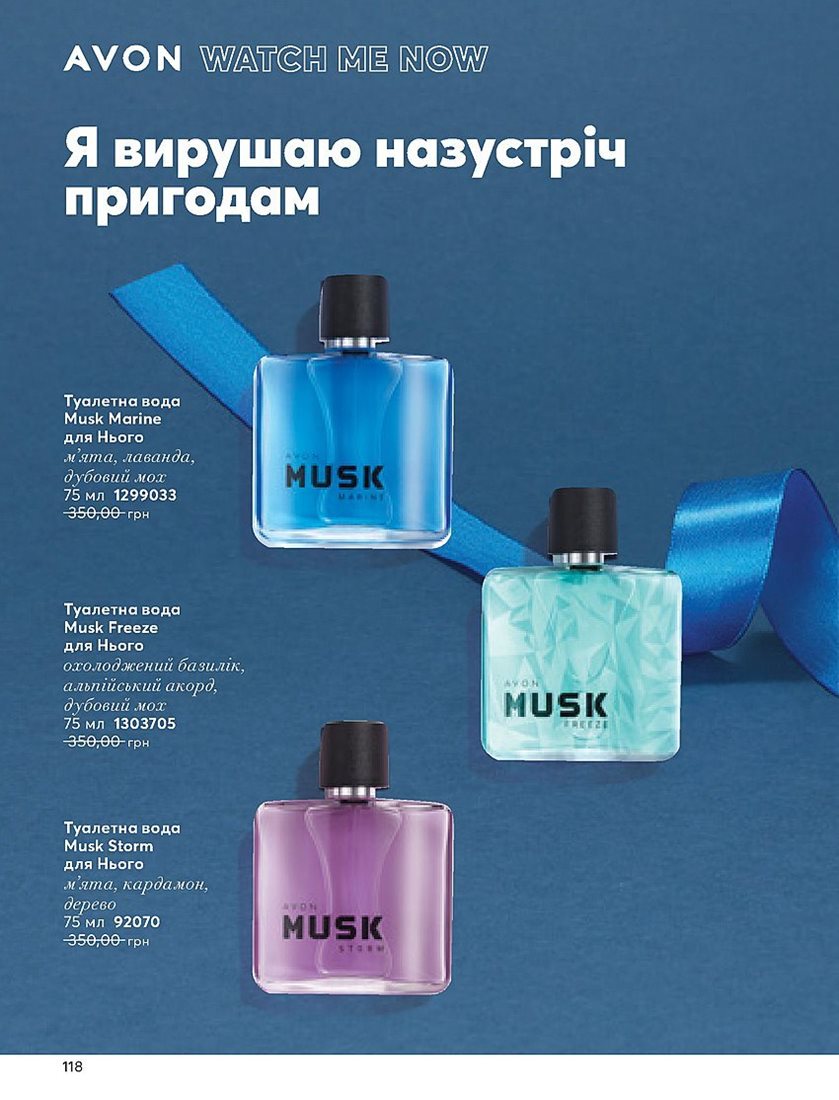 AVON WATCH ME NOW
Я вирушаю назустріч
пригодам
Туалетна вода
Musk Marine
для Нього
м'ята, лаванда,
дубовий мох
75 мл 1299033
350,00 грн
AVON
MUSK
MARINE
Туалетна вода
Musk Freeze
для Нього
охолоджений базилік,
альпійський акорд,
дубовий мох
75 мл 1303705
350,00 грн
AVON
MUSK
FREEZE
Туалетна вода
Musk Storm
для Нього
м'ята, кардамон,
дерево
75 мл 92070
350,00 грн
AVON
MUSK
STORM
118